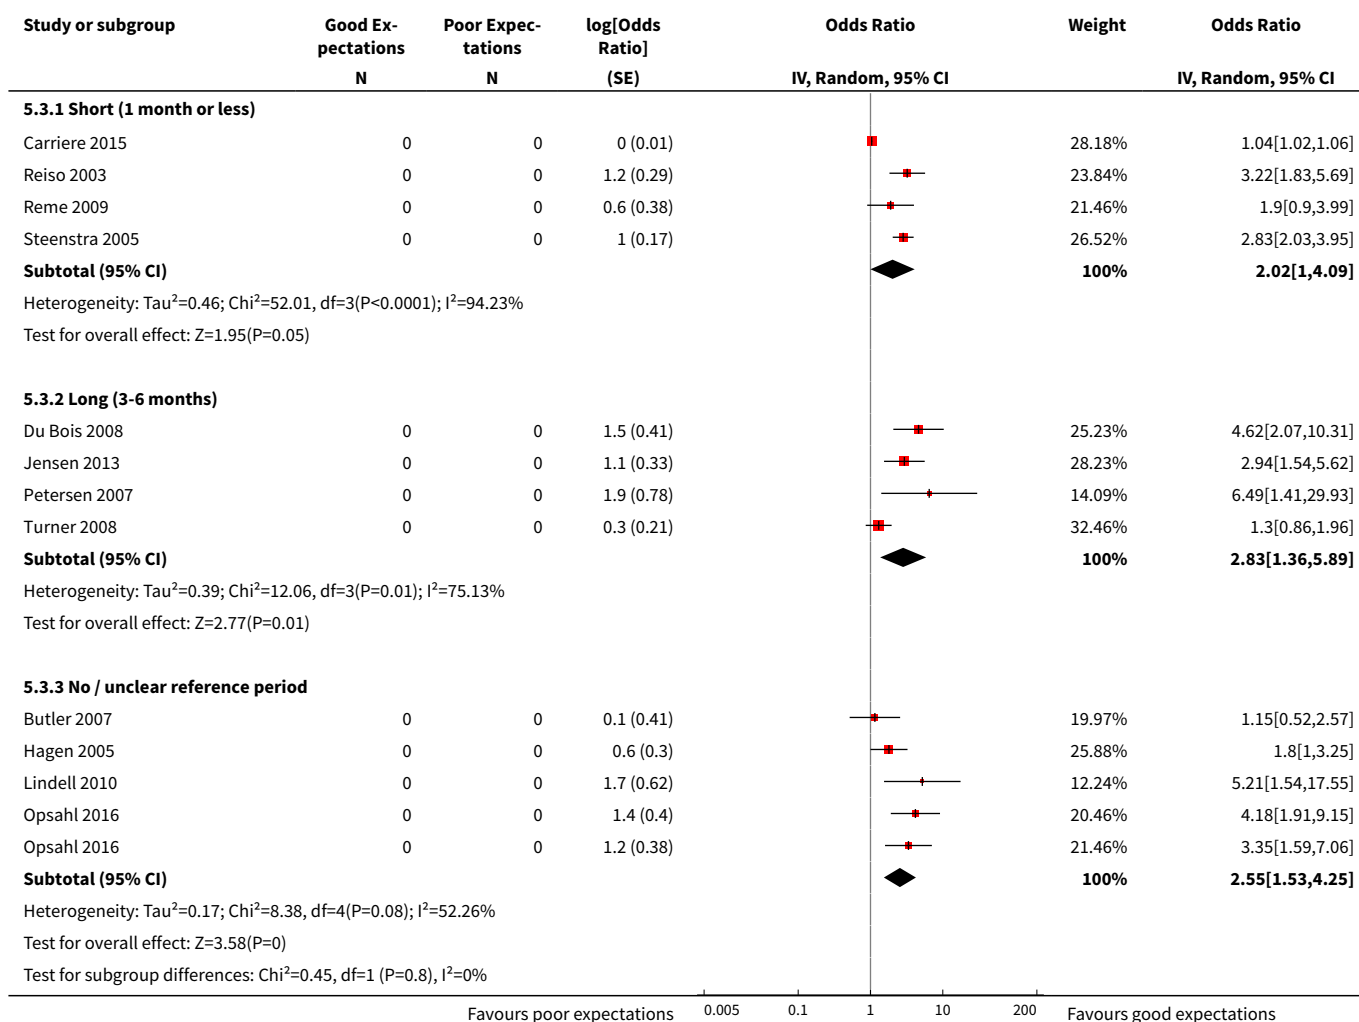 Study or subgroup Good Ex- Poor Expec- log[Odds Odds Ratio Weight Odds Ratio
pectations tations Ratio]
N N (SE) IV, Random, 95% CI IV, Random, 95% CI
5.3.1 Short (1 month or less)
Carriere 2015 0 0 0 (0.01) 28.18% 1.04[1.02,1.06]
Reiso 2003 0 0 1.2 (0.29) 23.84% 3.22[1.83,5.69]
Reme 2009 0 0 0.6 (0.38) 21.46% 1.9[0.9,3.99]
Steenstra 2005 0 0 1 (0.17) 26.52% 2.83[2.03,3.95]
Subtotal (95% CI) 100% 2.02[1,4.09]
Heterogeneity: Tau²=0.46; Chi²=52.01, df=3(P<0.0001); I²=94.23%
Test for overall effect: Z=1.95(P=0.05)
5.3.2 Long (3-6 months)
Du Bois 2008 0 0 1.5 (0.41) 25.23% 4.62[2.07,10.31]
Jensen 2013 0 0 1.1 (0.33) 28.23% 2.94[1.54,5.62]
Petersen 2007 0 0 1.9 (0.78) 14.09% 6.49[1.41,29.93]
Turner 2008 0 0 0.3 (0.21) 32.46% 1.3[0.86,1.96]
Subtotal (95% CI) 100% 2.83[1.36,5.89]
Heterogeneity: Tau²=0.39; Chi²=12.06, df=3(P=0.01); I²=75.13%
Test for overall effect: Z=2.77(P=0.01)
5.3.3 No / unclear reference period
Butler 2007 0 0 0.1 (0.41) 19.97% 1.15[0.52,2.57]
Hagen 2005 0 0 0.6 (0.3) 25.88% 1.8[1,3.25]
Lindell 2010 0 0 1.7 (0.62) 12.24% 5.21[1.54,17.55]
Opsahl 2016 0 0 1.4 (0.4) 20.46% 4.18[1.91,9.15]
Opsahl 2016 0 0 1.2 (0.38) 21.46% 3.35[1.59,7.06]
Subtotal (95% CI) 100% 2.55[1.53,4.25]
Heterogeneity: Tau²=0.17; Chi²=8.38, df=4(P=0.08); I²=52.26%
Test for overall effect: Z=3.58(P=0)
Test for subgroup differences: Chi²=0.45, df=1 (P=0.8), I²=0%
Favours poor expectations 0.005 0.1 1 10 200 Favours good expectations